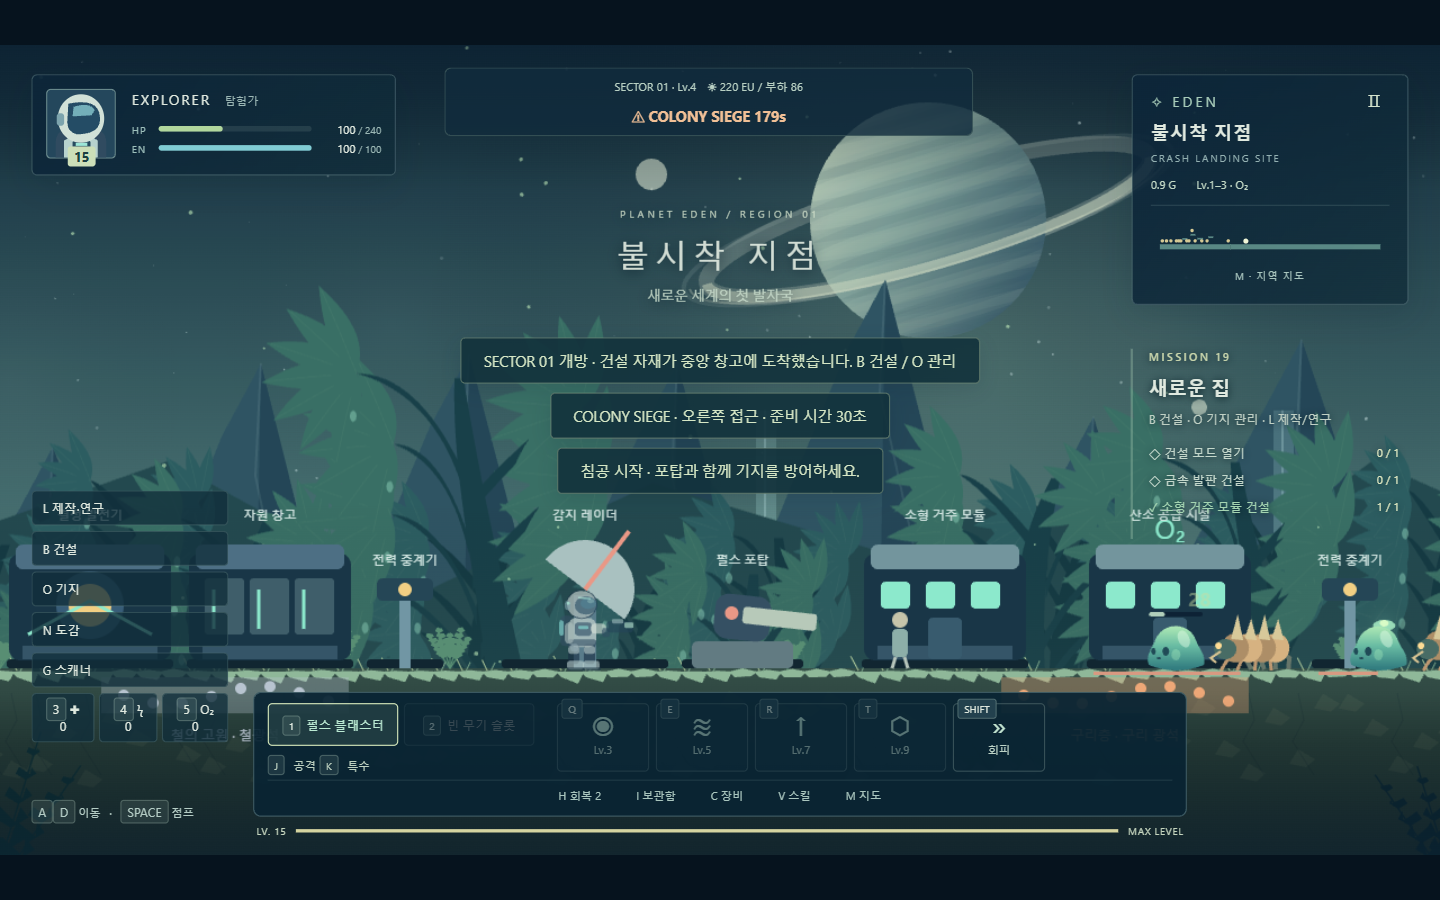 EXPLORER 탐험가
HP 100 / 240
EN 100 / 100
15
SECTOR 01 · Lv.4 ☀ 220 EU / 부하 86
⚠ COLONY SIEGE 179s
✧ EDEN II
불시착 지점
CRASH LANDING SITE
0.9 G Lv.1–3 · O₂
M · 지역 지도
PLANET EDEN / REGION 01
불시착 지점
새로운 세계의 첫 발자국
SECTOR 01 개방 · 건설 자재가 중앙 창고에 도착했습니다. B 건설 / O 관리
COLONY SIEGE · 오른쪽 접근 · 준비 시간 30초
침공 시작 · 포탑과 함께 기지를 방어하세요.
MISSION 19
새로운 집
B 건설 · O 기지 관리 · L 제작/연구
◇ 건설 모드 열기 0 / 1
◇ 금속 발판 건설 0 / 1
✓ 소형 거주 모듈 건설 1 / 1
자원 창고
감지 레이더
소형 거주 모듈
산소 공급 시설
O₂
전력 중계기
펄스 포탑
전력 중계기
L 제작·연구
B 건설
O 기지
N 도감
G 스캐너
3 ✚ 0
4 0
5 O₂ 0
1 펄스 블래스터
2 빈 무기 슬롯
J 공격 K 특수
Q Lv.3
E Lv.5
R Lv.7
T Lv.9
SHIFT 회피
H 회복 2 I 보관함 C 장비 V 스킬 M 지도
A D 이동 · SPACE 점프
LV. 15 MAX LEVEL